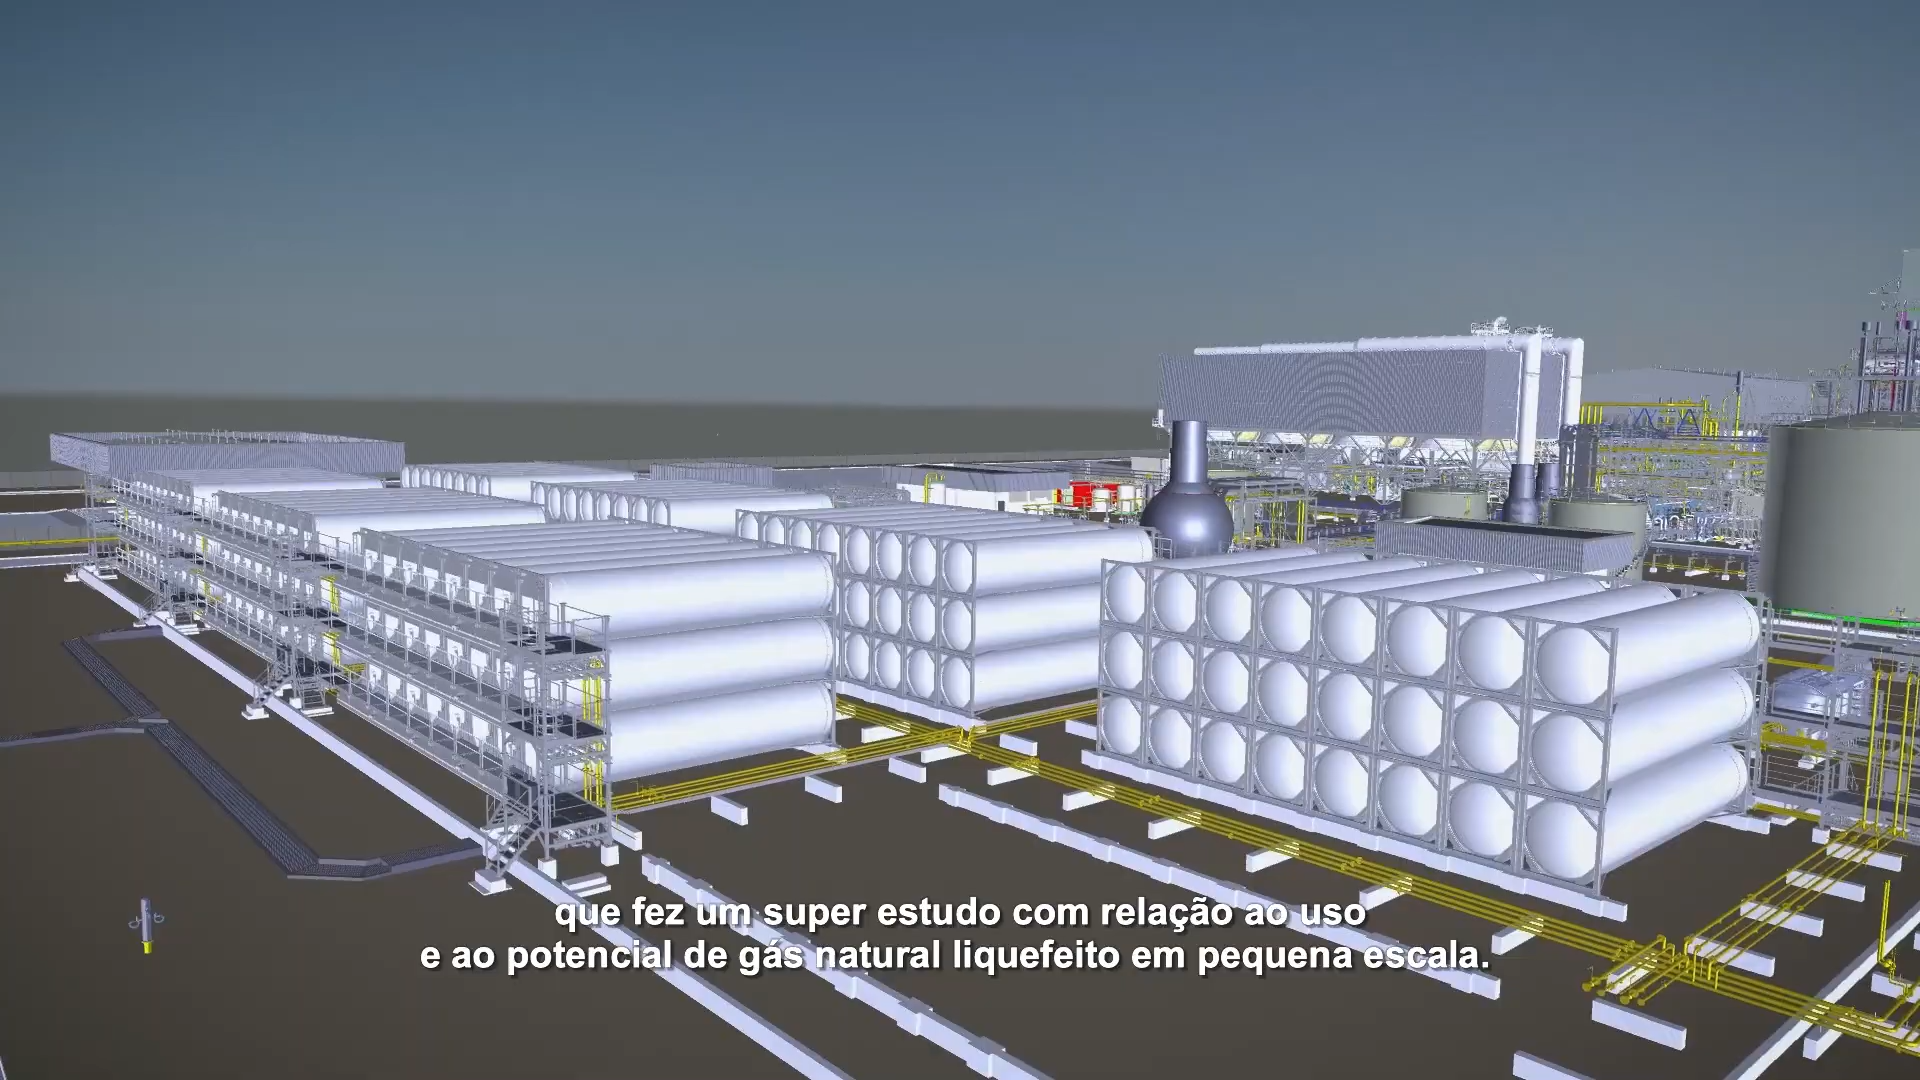 que fez um super estudo com relação ao uso
e ao potencial de gás natural liquefeito em pequena escala.